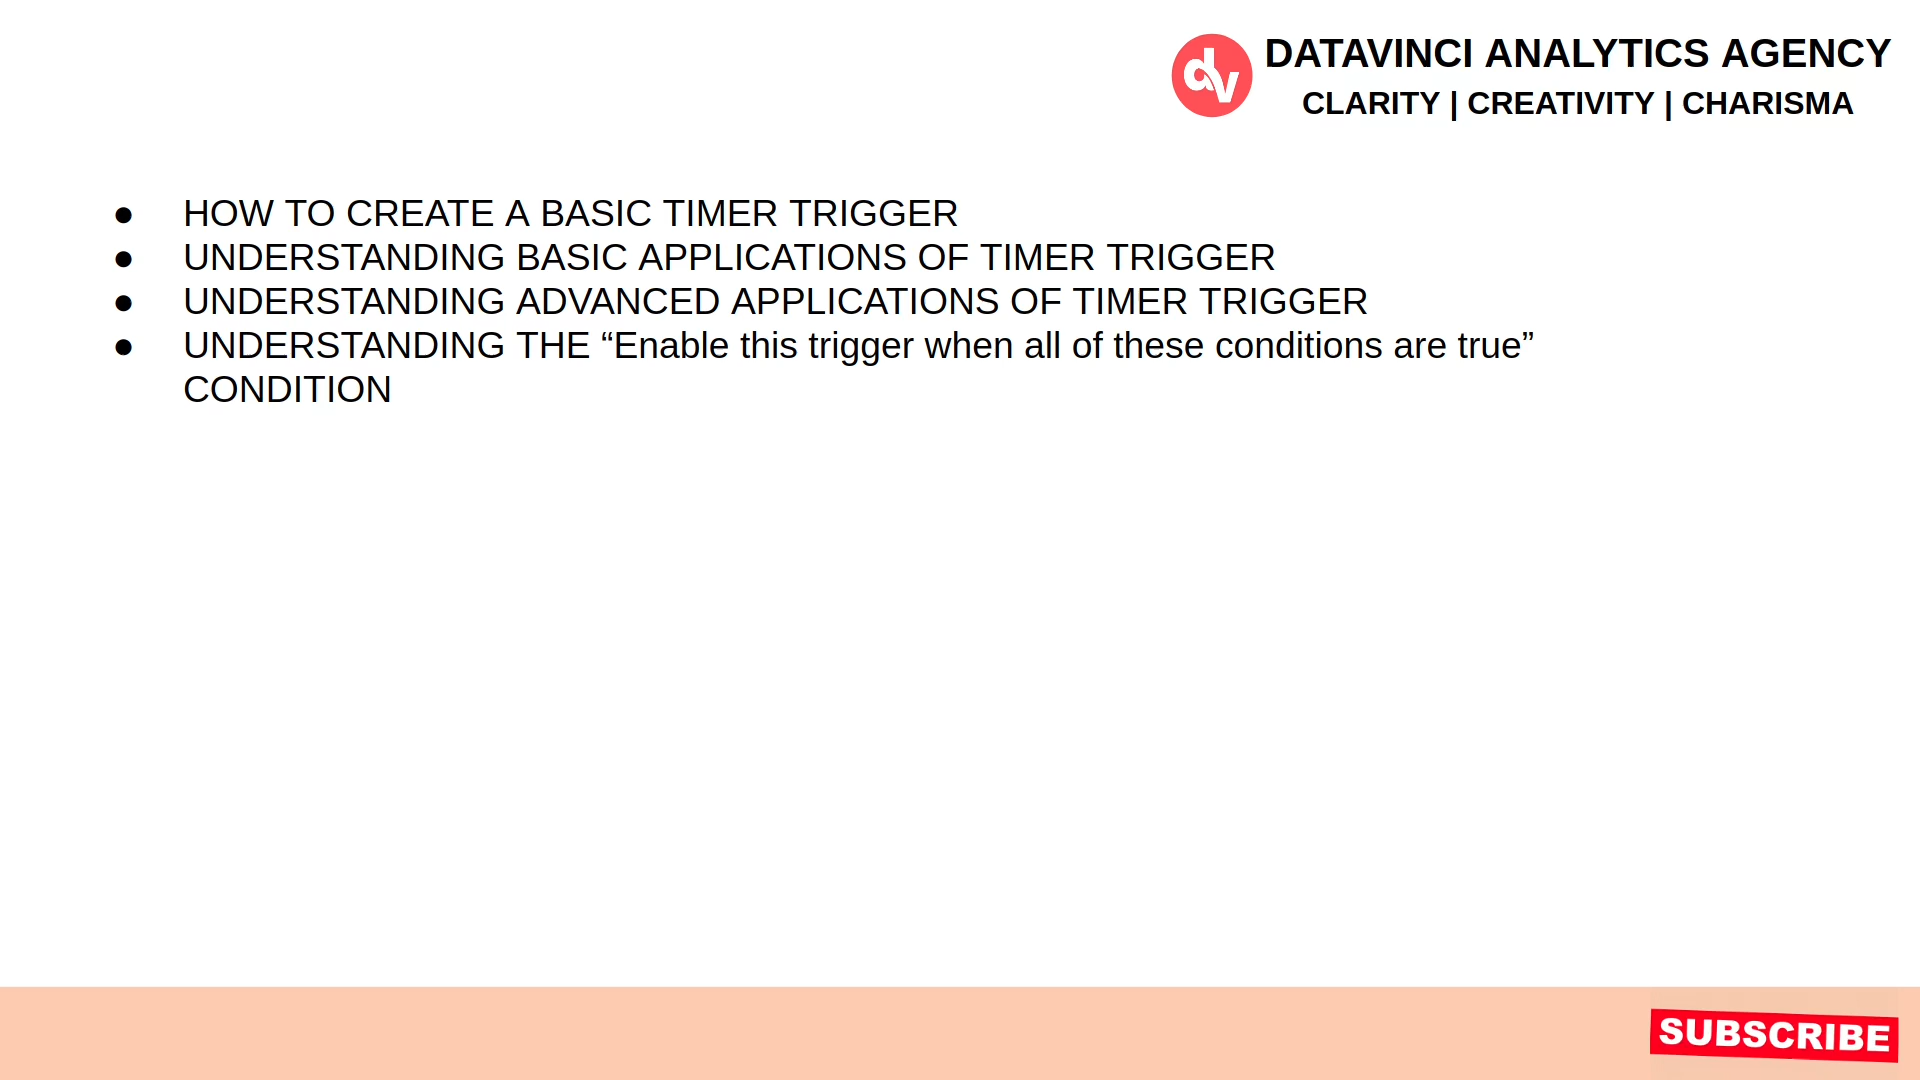 dv
DATAVINCI ANALYTICS AGENCY
CLARITY | CREATIVITY | CHARISMA
● HOW TO CREATE A BASIC TIMER TRIGGER
● UNDERSTANDING BASIC APPLICATIONS OF TIMER TRIGGER
● UNDERSTANDING ADVANCED APPLICATIONS OF TIMER TRIGGER
● UNDERSTANDING THE “Enable this trigger when all of these conditions are true”
CONDITION
SUBSCRIBE